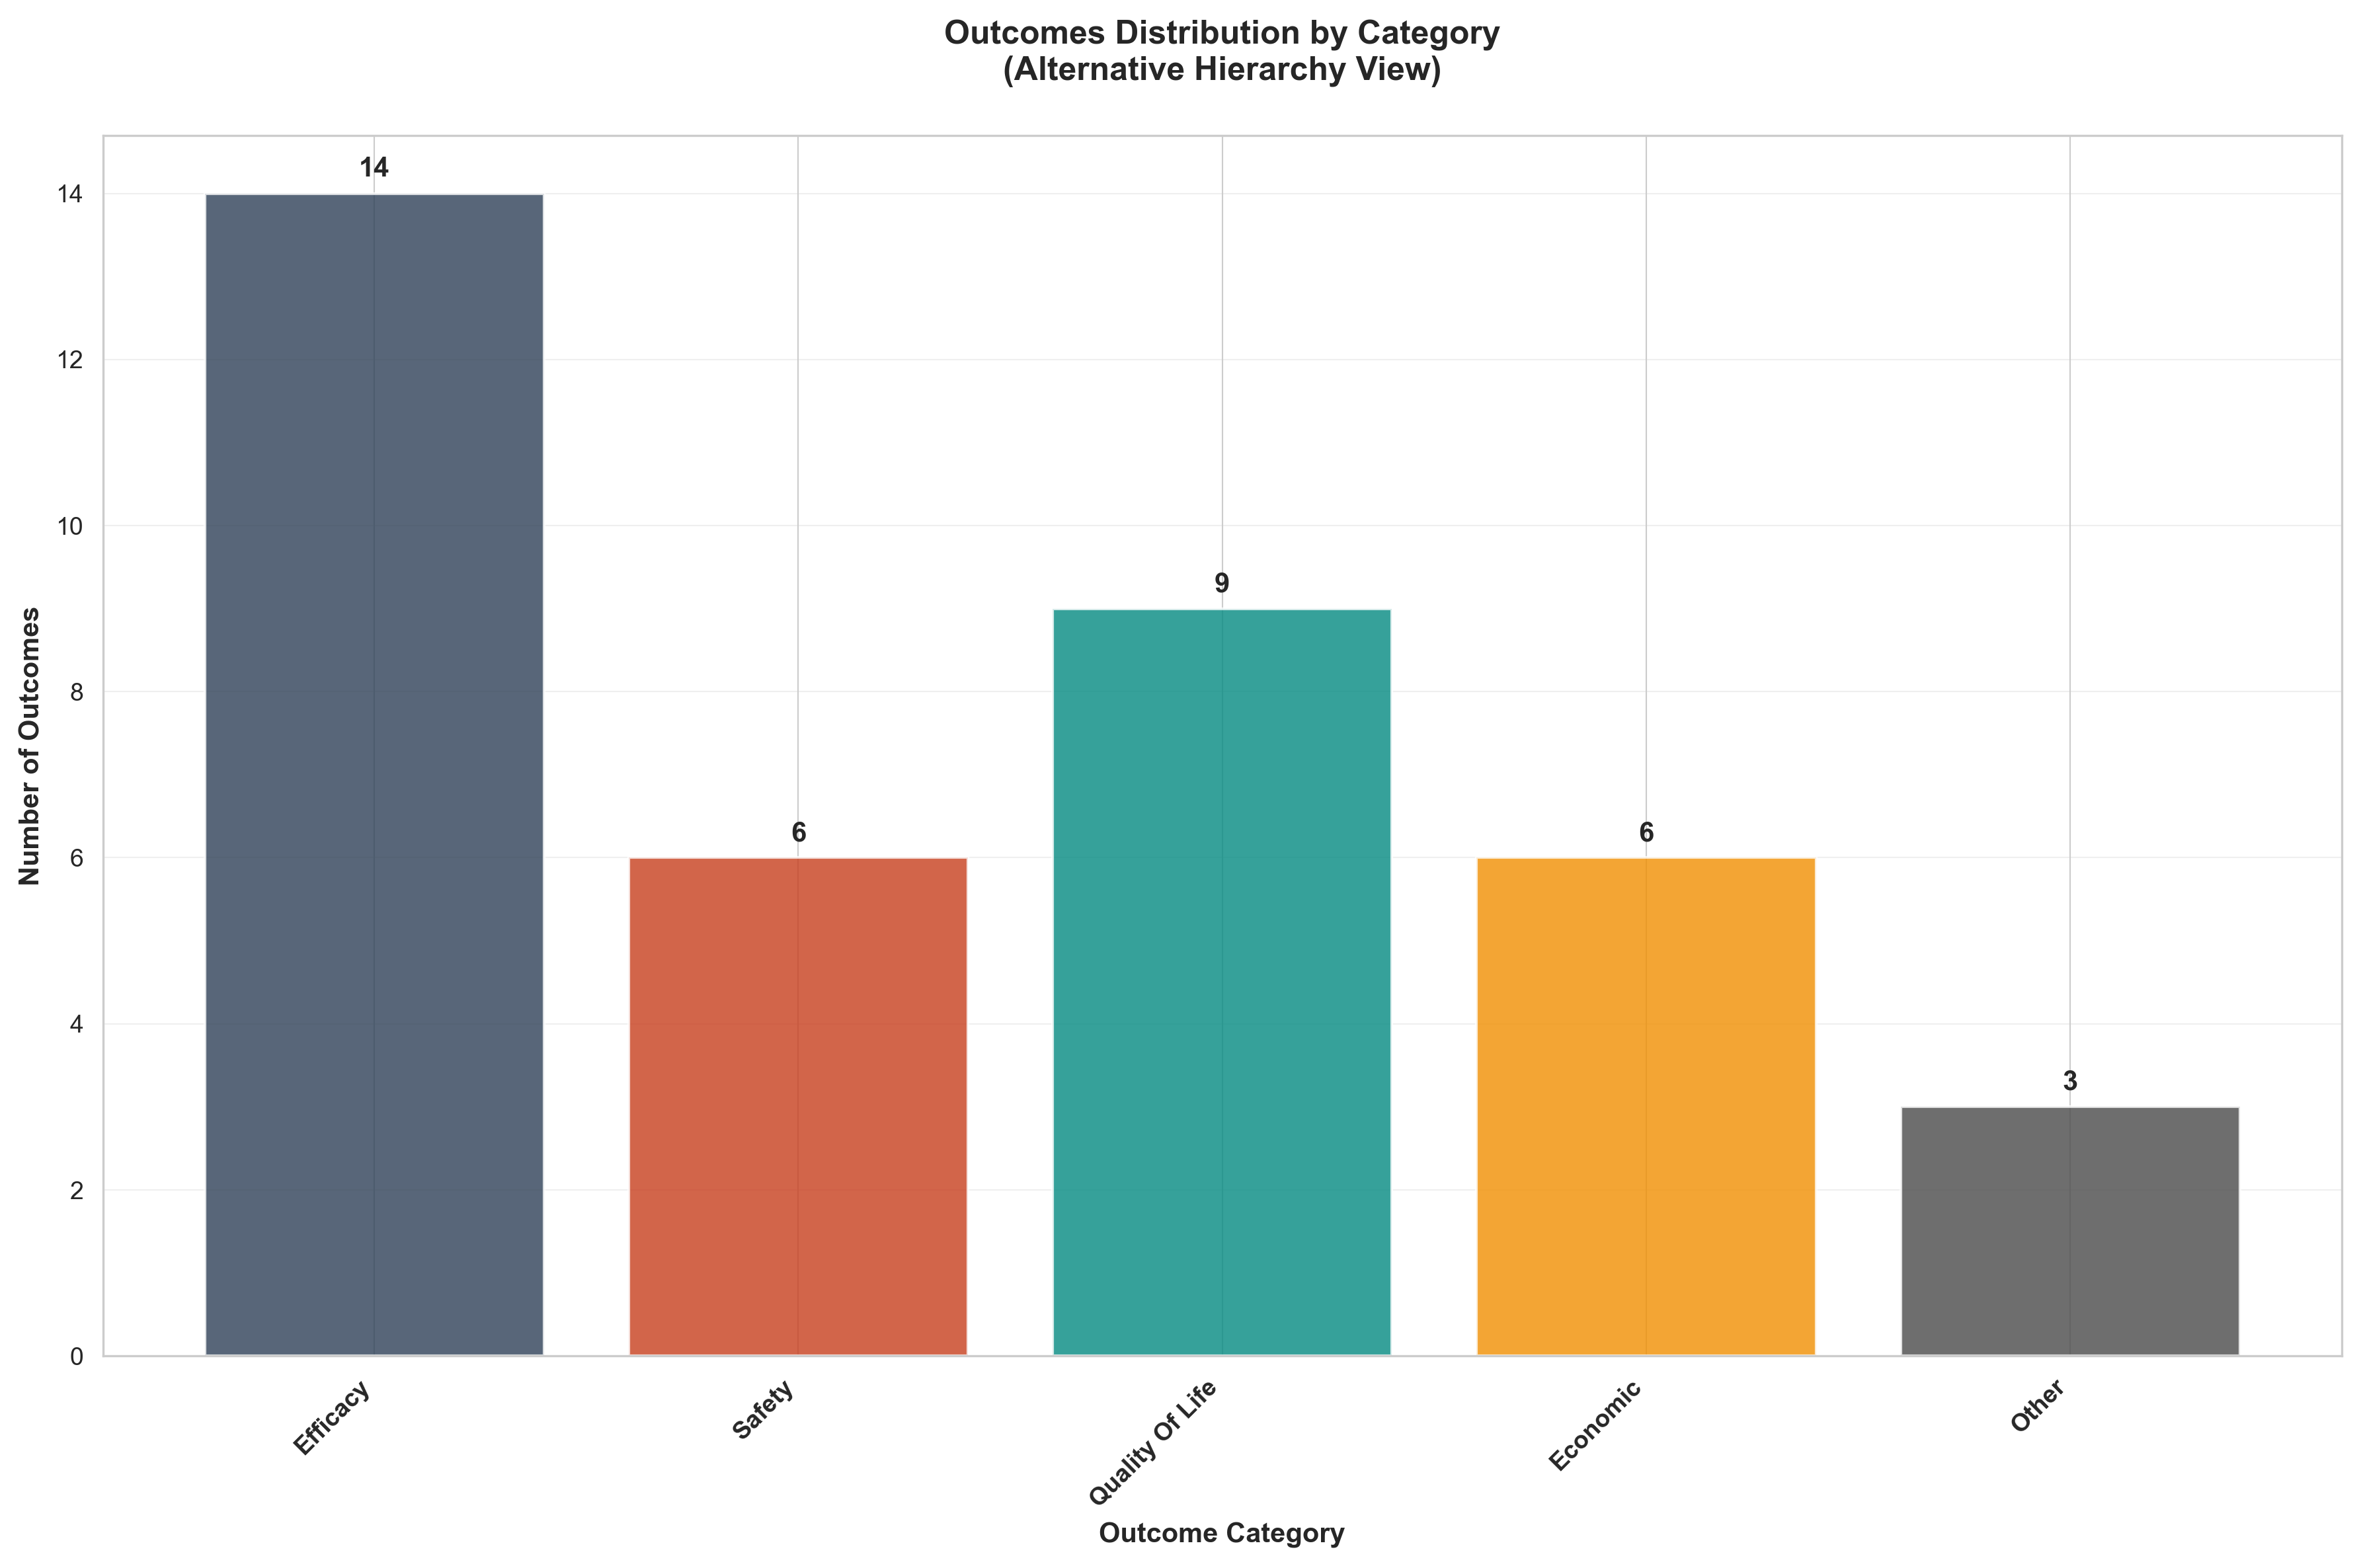 Outcomes Distribution by Category
(Alternative Hierarchy View)
Number of Outcomes
14
12
10
8
6
4
2
0
14
6
9
6
3
Efficacy
Safety
Quality Of Life
Economic
Other
Outcome Category